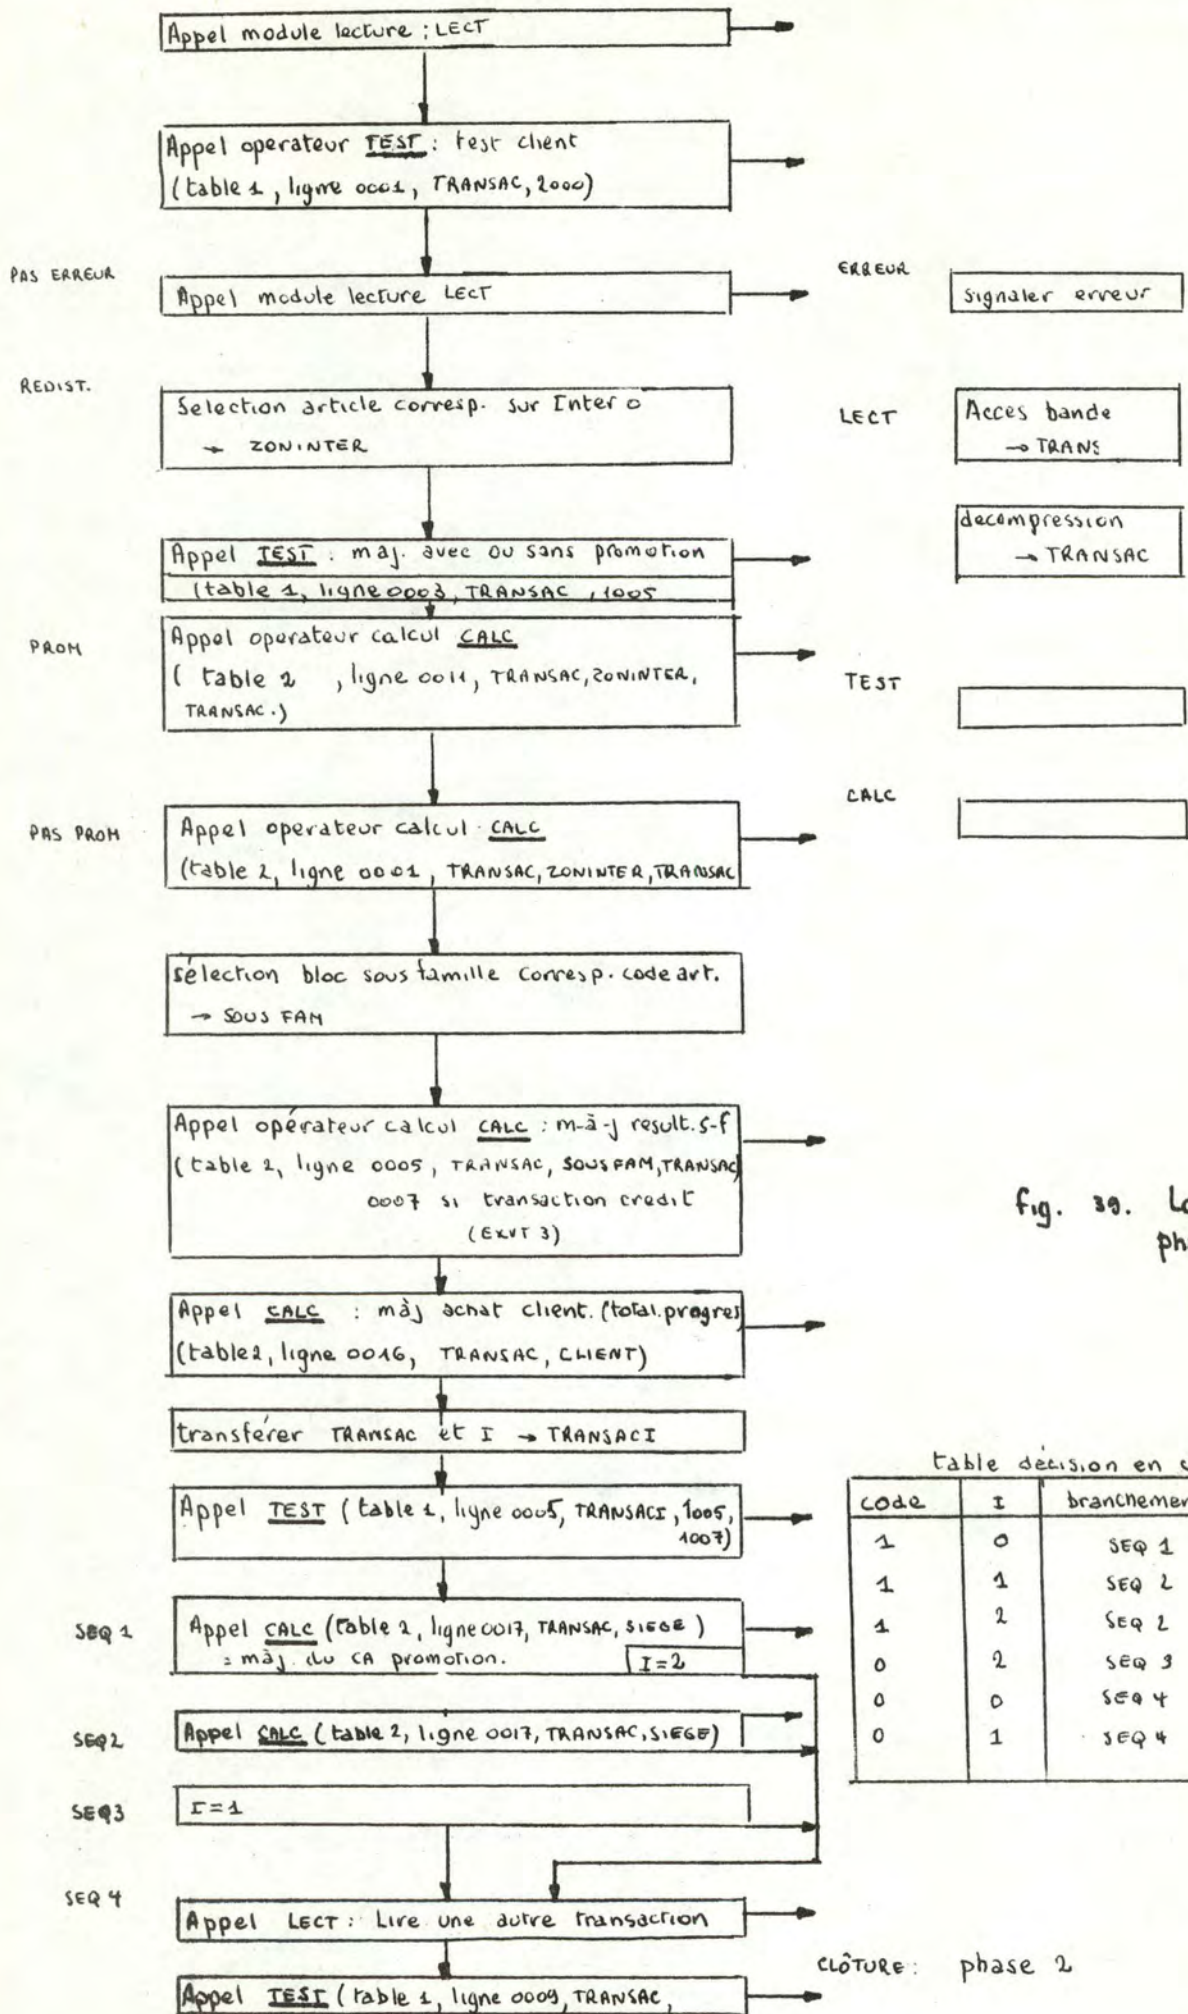 Appel module lecture : LECT
Appel operateur TEST : test client
(table 1, ligne 0001, TRANSAC, 2000)
PAS ERREUR
Appel module lecture LECT
ERREUR
signaler erreur
REDIST.
Selection article corresp. sur Inter 0
→ ZONINTER
LECT
Acces bande
→ TRANS
decompression
→ TRANSAC
Appel TEST : maj. avec ou sans promotion
(table 1, ligne 0003, TRANSAC, 1005
PROM
Appel operateur calcul CALC
( table 2 , ligne 0011, TRANSAC, ZONINTER,
TRANSAC.)
TEST
CALC
PAS PROM
Appel operateur calcul. CALC
(table 2, ligne 0001, TRANSAC, ZONINTER, TRANSAC
sélection bloc sous famille corresp. code art.
→ SOUS FAM
Appel opérateur calcul CALC : m-à-j result. s-f
(table 2, ligne 0005, TRANSAC, SOUSFAM, TRANSAC)
0007 si transaction credit
(EXVT 3)
fig. 39. Lo
ph
Appel CALC : màj achat client. (total. progres)
(table 2, ligne 0016, TRANSAC, CLIENT)
transférer TRANSAC et I → TRANSACI
Appel TEST (table 1, ligne 0005, TRANSACI, 1005,
1007)
table décision en c
code I branchemen
1 0 SEQ 1
1 1 SEQ 2
1 2 SEQ 2
0 2 SEQ 3
0 0 SEQ 4
0 1 SEQ 4
SEQ 1
Appel CALC (table 2, ligne 0017, TRANSAC, SIEGE)
= màj. du CA promotion.
I=2
SEQ2
Appel CALC (table 2, ligne 0017, TRANSAC, SIEGE)
SEQ3
I=1
SEQ 4
Appel LECT : Lire une autre transaction
CLÔTURE : phase 2
Appel TEST (table 1, ligne 0009, TRANSAC,